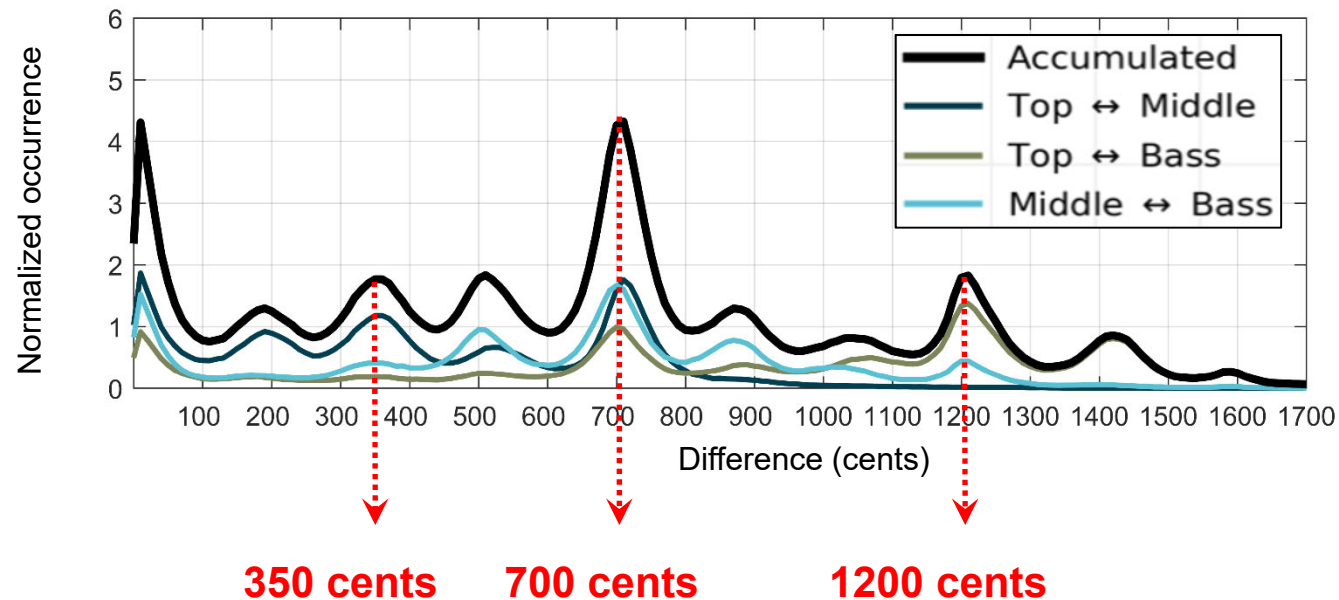 Normalized occurrence
6
5
4
3
2
1
0
Accumulated
Top ↔ Middle
Top ↔ Bass
Middle ↔ Bass
100 200 300 400 500 600 700 800 900 1000 1100 1200 1300 1400 1500 1600 1700
Difference (cents)
350 cents 700 cents 1200 cents